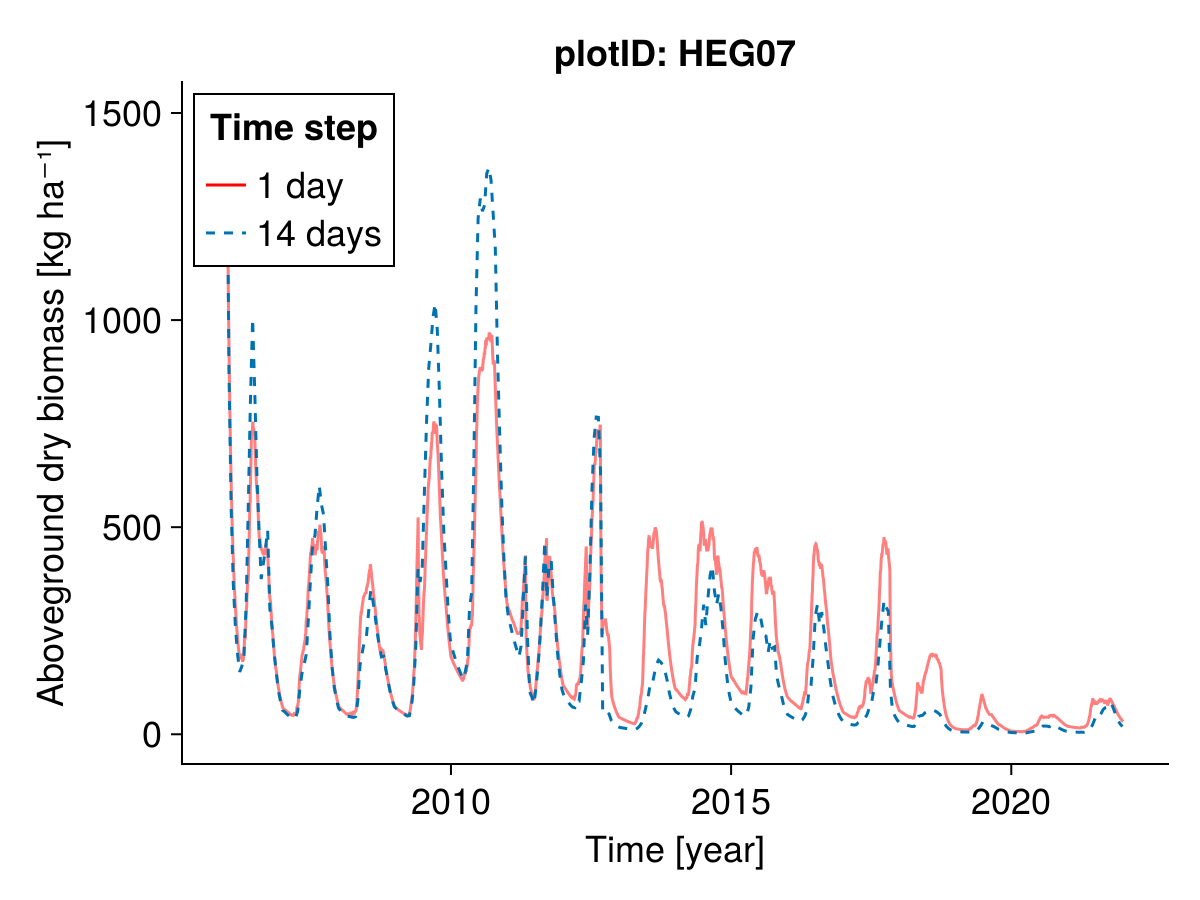 plotID: HEG07
1500
1000
500
0
Aboveground dry biomass [kg ha⁻¹]
Time step
1 day
14 days
2010
2015
2020
Time [year]